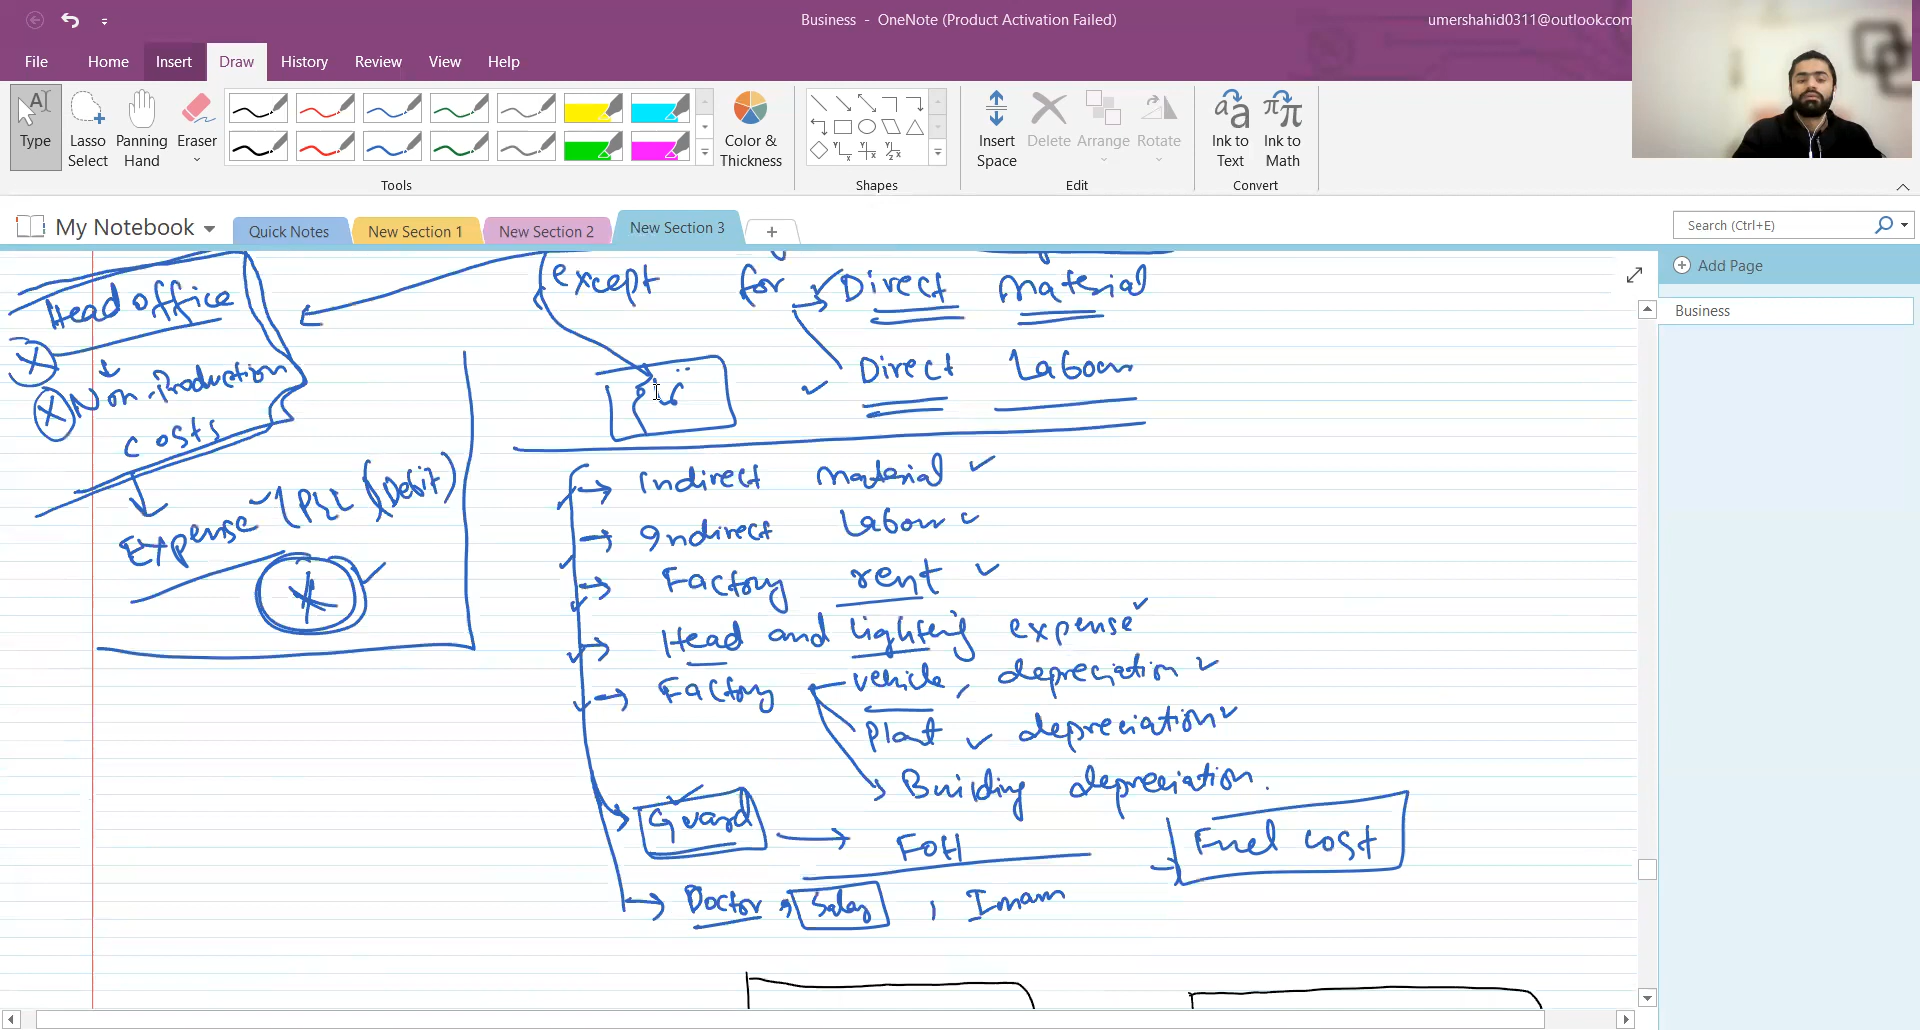 Business - OneNote (Product Activation Failed)
umershahid0311@outlook.com
File Home Insert Draw History Review View Help
Type
Lasso Select
Panning Hand
Eraser
Color & Thickness
Insert Space
Delete
Arrange
Rotate
Ink to Text
Ink to Math
Tools
Shapes
Edit
Convert
My Notebook
Quick Notes
New Section 1
New Section 2
New Section 3
Search (Ctrl+E)
Add Page
Business
except for Direct Material
Direct Labour
Head office
Non-Production
costs
Expense P&L (Debit)
Indirect Material
Indirect Labour
Factory rent
Head and lighting expense
Factory vehicle, depreciation
Plant depreciation
Building depreciation.
Guard
FOH
Fuel cost
Doctor, Salay, Imam